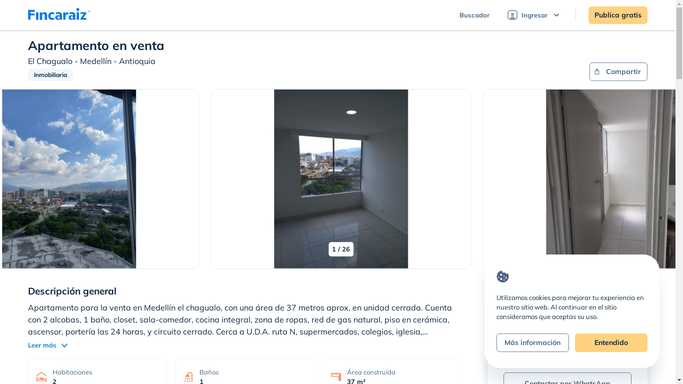 Fincaraiz
Buscador
Ingresar
Publica gratis
Apartamento en venta
El Chagualo - Medellín - Antioquia
Inmobiliaria
Compartir
1 / 26
Descripción general
Apartamento para la venta en Medellín el chagualo, con una área de 37 metros aprox, en unidad cerrada. Cuenta
con 2 alcobas, 1 baño, closet, sala-comedor, cocina integral, zona de ropas, red de gas natural, piso en cerámica,
ascensor, portería las 24 horas, y circuito cerrado. Cerca a U.D.A. ruta N, supermercados, colegios, iglesia,...
Leer más
Habitaciones
2
Baños
1
Área construida
37 m²
Utilizamos cookies para mejorar tu experiencia en
nuestro sitio web. Al continuar en el sitio
consideramos que aceptas su uso.
Más información
Entendido
Contactar por WhatsApp